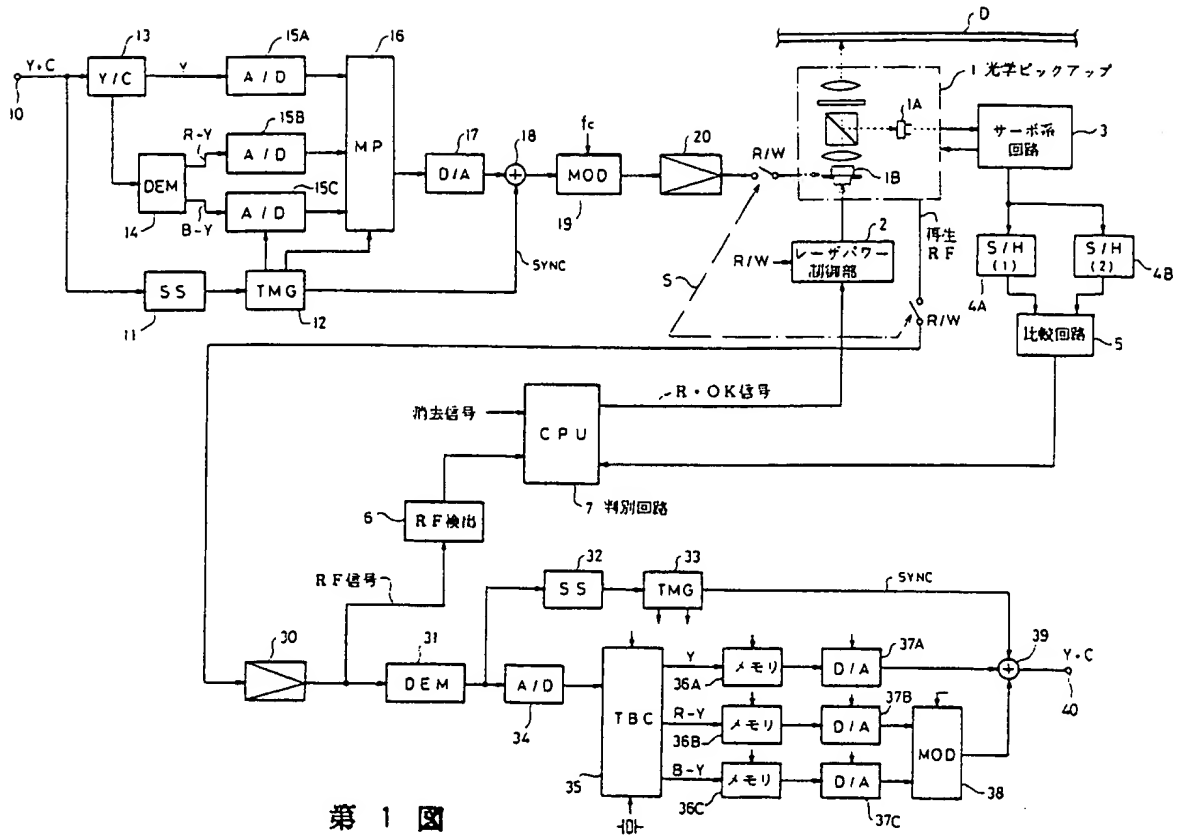 D
13
15A
16
Y+C
Y/C
Y
A/D
1 光学ピックアップ
10
15B
R-Y
A/D
MP
1A
サーボ系
回路
3
17
18
fc
20
DEM
15C
D/A
MOD
R/W
1B
14
B-Y
A/D
19
2
再生
RF
SYNC
R/W
レーザパワー
制御部
S/H
(1)
S/H
(2)
4A
4B
SS
TMG
S
11
12
R/W
比較回路
5
R・OK信号
消去信号
CPU
7 判別回路
6
RF検出
32
33
RF信号
SS
TMG
SYNC
30
31
37A
39
DEM
A/D
Y
メモリ
D/A
Y+C
36A
37B
40
34
TBC
R-Y
メモリ
D/A
36B
MOD
B-Y
メモリ
D/A
35
36C
37C
38
第 1 図